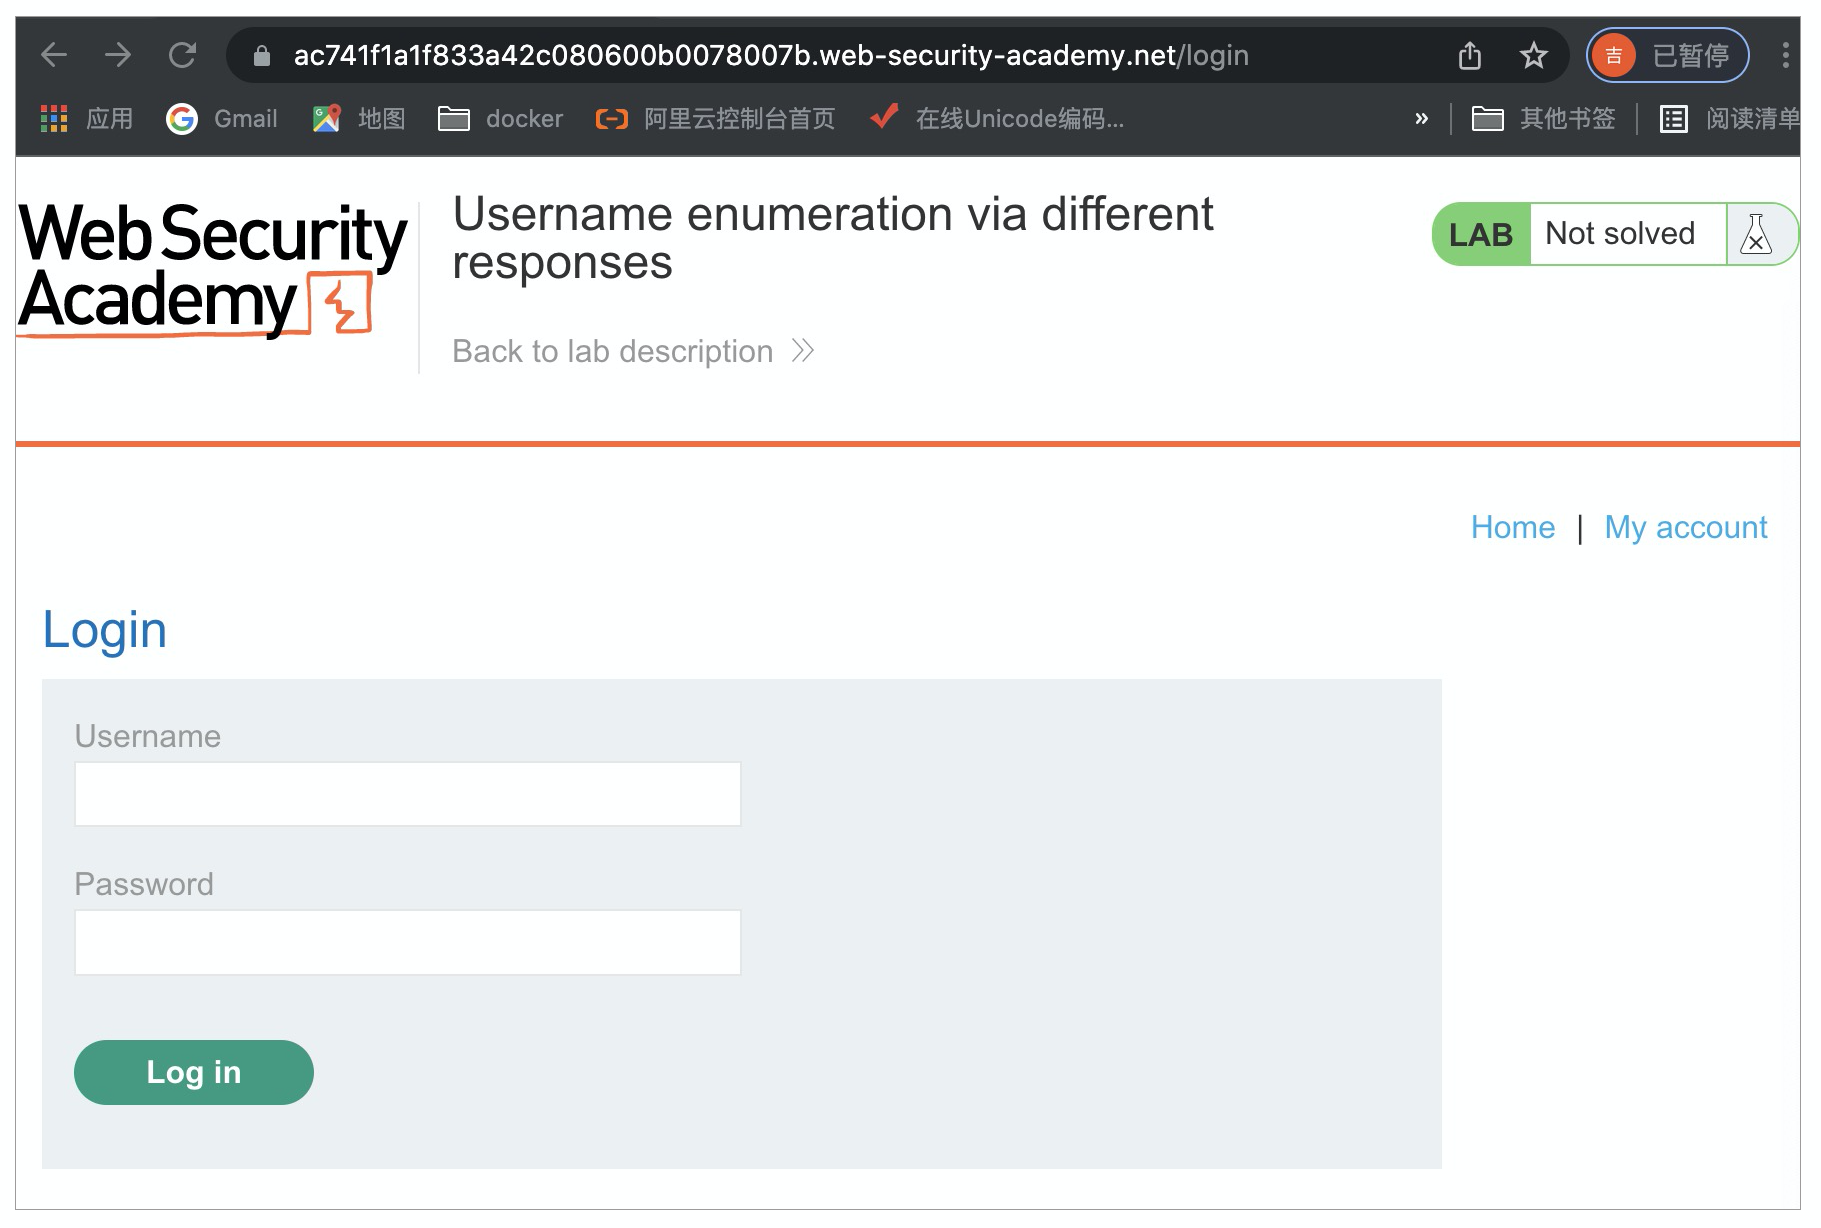 ac741f1a1f833a42c080600b0078007b.web-security-academy.net/login
吉 已暂停
应用 Gmail 地图 docker 阿里云控制台首页 在线Unicode编码... » 其他书签 阅读清单
Web Security
Academy
Username enumeration via different
responses
Back to lab description
LAB Not solved
Home | My account
Login
Username
Password
Log in